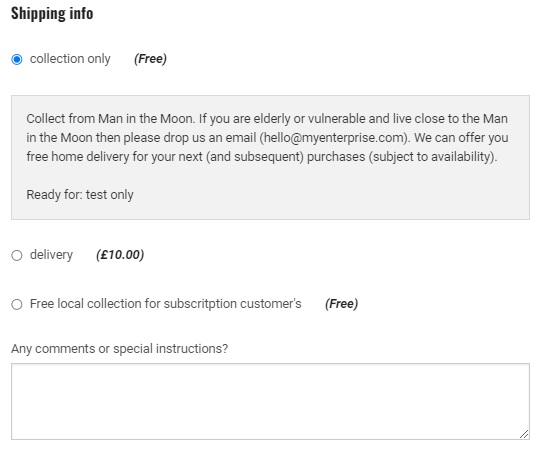 Shipping info
collection only (Free)
Collect from Man in the Moon. If you are elderly or vulnerable and live close to the Man
in the Moon then please drop us an email (hello@myenterprise.com). We can offer you
free home delivery for your next (and subsequent) purchases (subject to availability).
Ready for: test only
delivery (£10.00)
Free local collection for subscritption customer's (Free)
Any comments or special instructions?